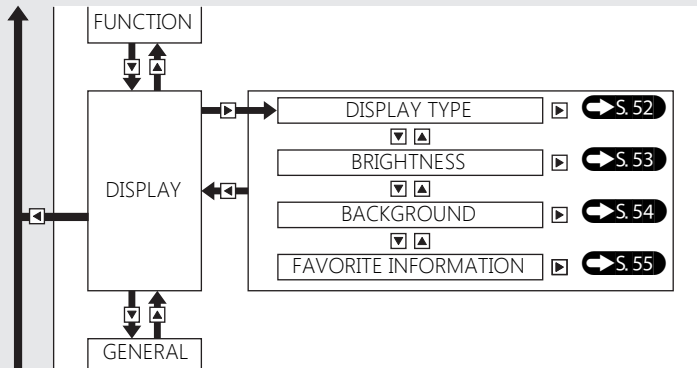 FUNCTION
DISPLAY
DISPLAY TYPE S. 52
BRIGHTNESS S. 53
BACKGROUND S. 54
FAVORITE INFORMATION S. 55
GENERAL